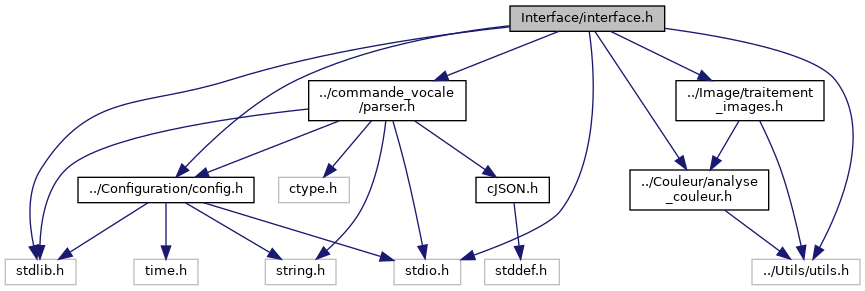 Interface/interface.h
../commande_vocale
/parser.h
../Image/traitement
_images.h
../Configuration/config.h
ctype.h
cJSON.h
../Couleur/analyse
_couleur.h
stdlib.h
time.h
string.h
stdio.h
stddef.h
../Utils/utils.h